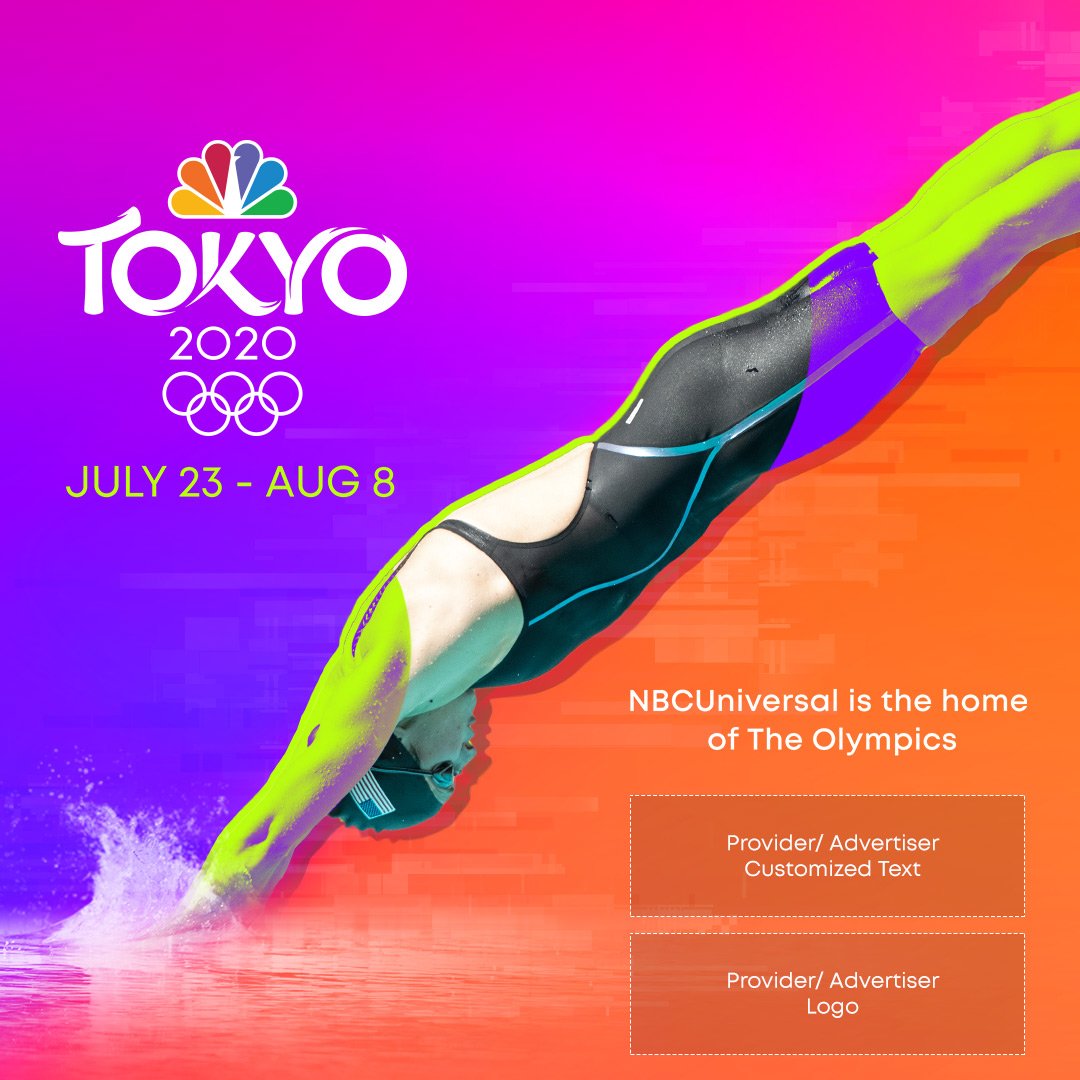 TOKYO
2020
JULY 23 - AUG 8
NBCUniversal is the home
of The Olympics
Provider/ Advertiser
Customized Text
Provider/ Advertiser
Logo